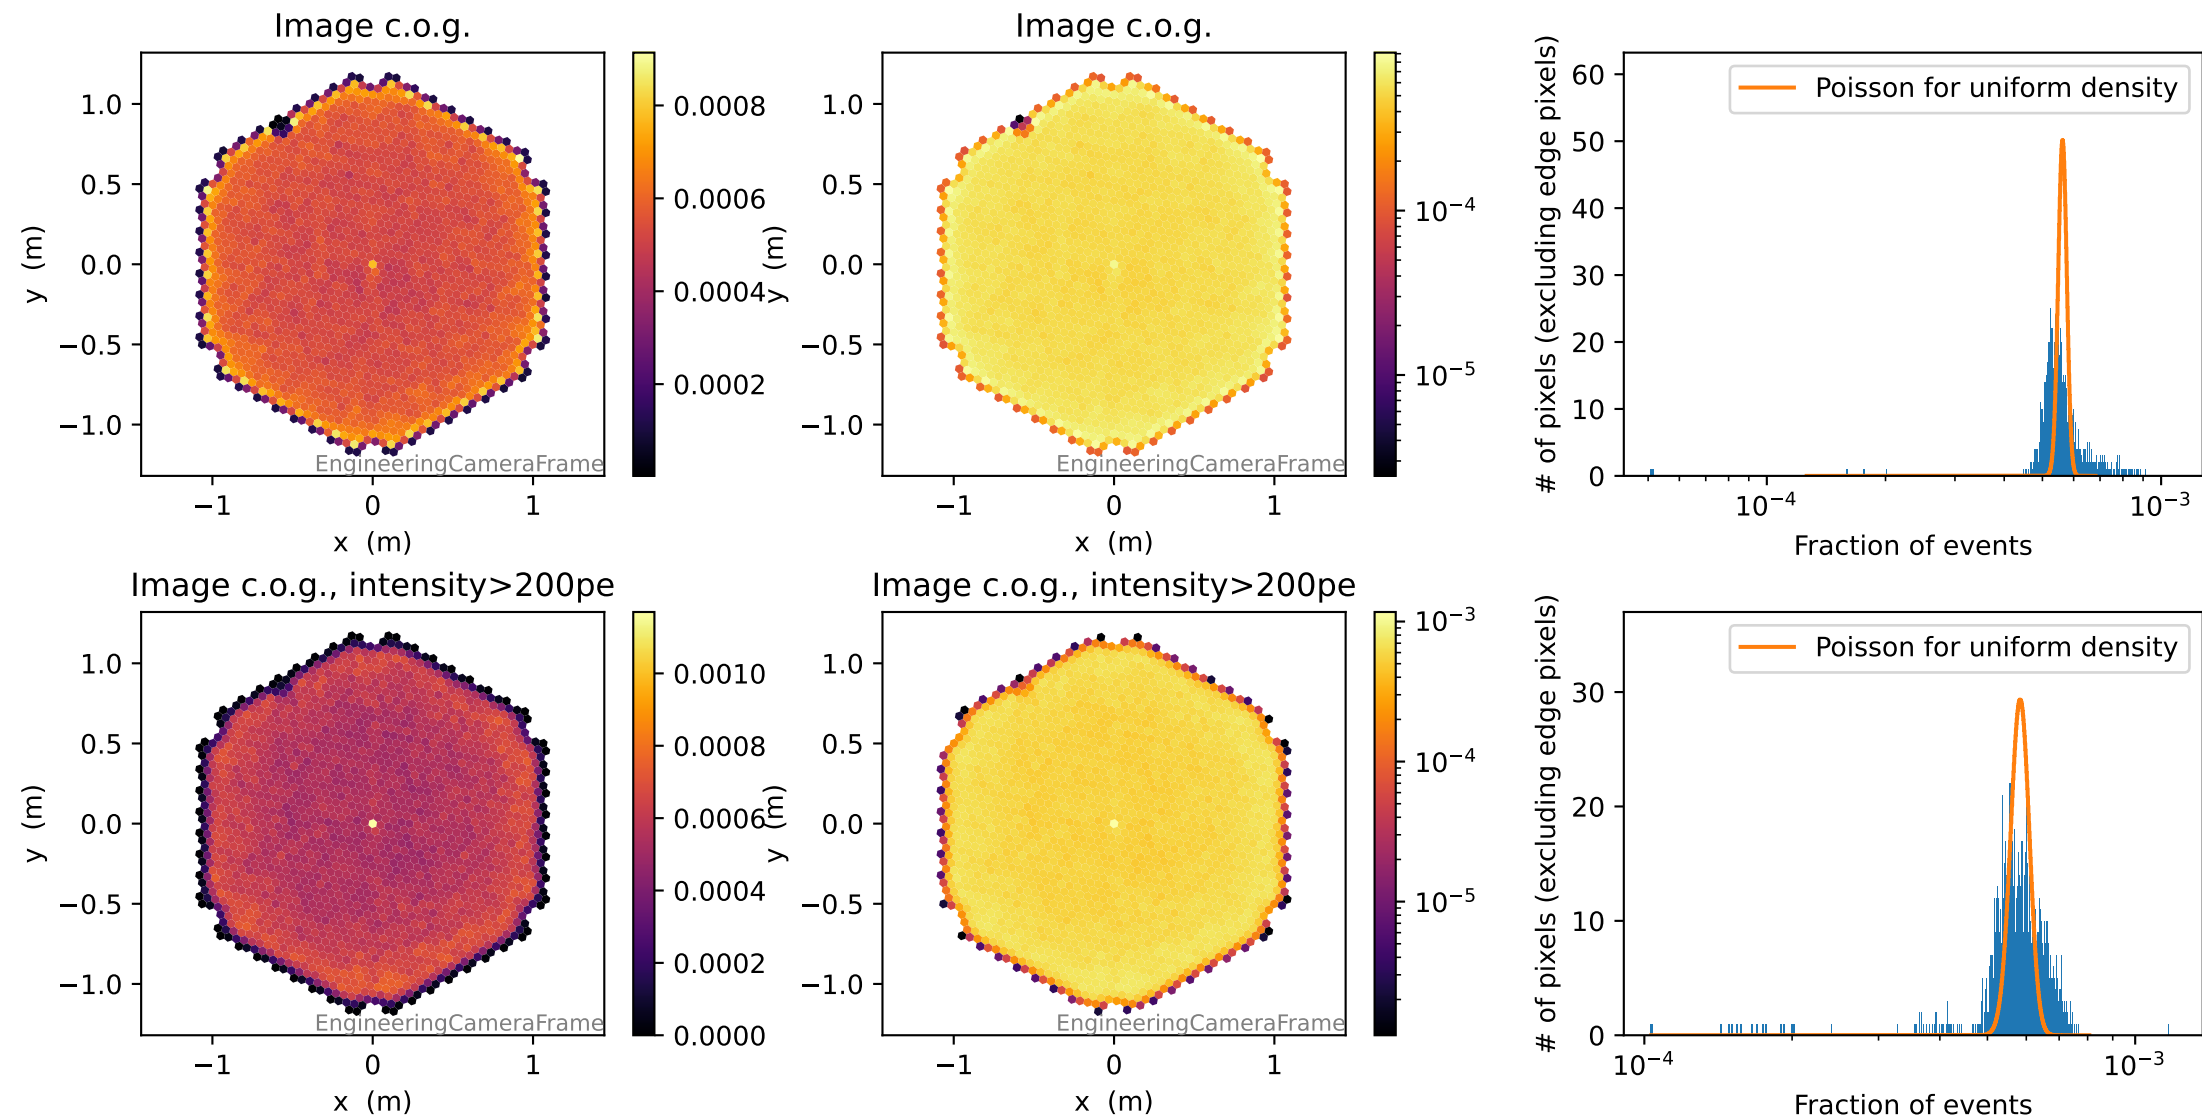 Image c.o.g.
1.0
0.5
0.0
−0.5
−1.0
y (m)
−1
0
1
x (m)
EngineeringCameraFrame
0.0008
0.0006
0.0004
0.0002
Image c.o.g.
1.0
0.5
0.0
−0.5
−1.0
y (m)
−1
0
1
x (m)
EngineeringCameraFrame
10⁻⁴
10⁻⁵
# of pixels (excluding edge pixels)
60
50
40
30
20
10
0
Poisson for uniform density
10⁻⁴
10⁻³
Fraction of events
Image c.o.g., intensity>200pe
1.0
0.5
0.0
−0.5
−1.0
y (m)
−1
0
1
x (m)
EngineeringCameraFrame
0.0010
0.0008
0.0006
0.0004
0.0002
0.0000
Image c.o.g., intensity>200pe
1.0
0.5
0.0
−0.5
−1.0
y (m)
−1
0
1
x (m)
EngineeringCameraFrame
10⁻³
10⁻⁴
10⁻⁵
# of pixels (excluding edge pixels)
30
20
10
0
Poisson for uniform density
10⁻⁴
10⁻³
Fraction of events